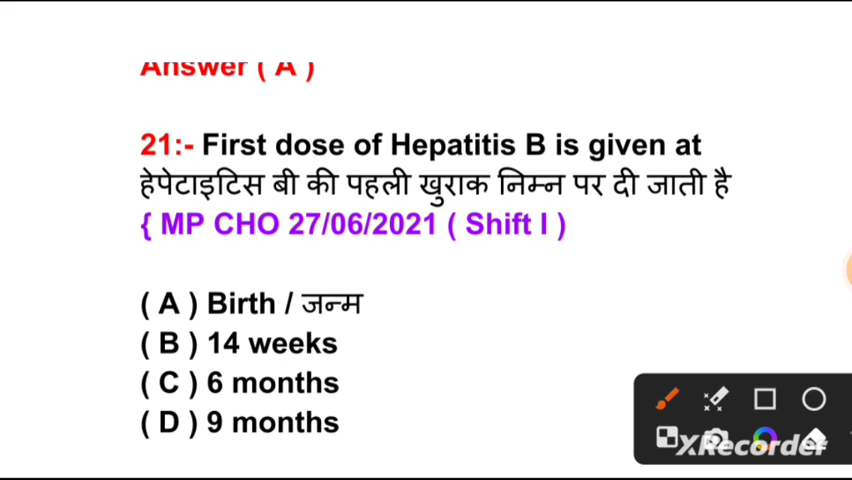 Answer ( A )
21:- First dose of Hepatitis B is given at
हेपेटाइटिस बी की पहली खुराक निम्न पर दी जाती है
{ MP CHO 27/06/2021 ( Shift I )
( A ) Birth / जन्म
( B ) 14 weeks
( C ) 6 months
( D ) 9 months
XRecorder